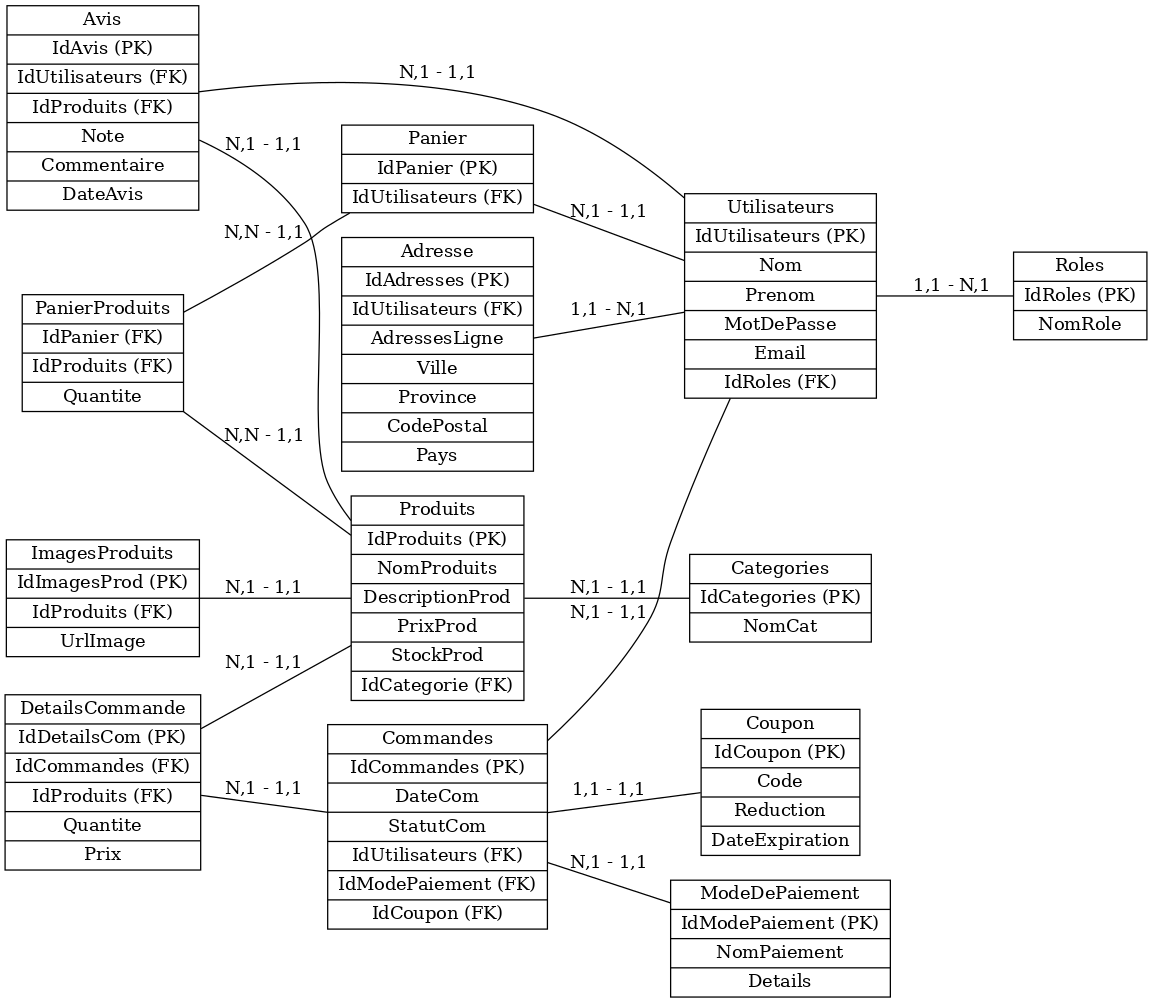 Avis
IdAvis (PK)
IdUtilisateurs (FK)
IdProduits (FK)
Note
Commentaire
DateAvis
N,1 - 1,1
N,1 - 1,1
Panier
IdPanier (PK)
IdUtilisateurs (FK)
N,1 - 1,1
N,N - 1,1
Utilisateurs
IdUtilisateurs (PK)
Nom
Prenom
MotDePasse
Email
IdRoles (FK)
1,1 - N,1
Roles
IdRoles (PK)
NomRole
Adresse
IdAdresses (PK)
IdUtilisateurs (FK)
AdressesLigne
Ville
Province
CodePostal
Pays
1,1 - N,1
PanierProduits
IdPanier (FK)
IdProduits (FK)
Quantite
N,N - 1,1
Produits
IdProduits (PK)
NomProduits
DescriptionProd
PrixProd
StockProd
IdCategorie (FK)
ImagesProduits
IdImagesProd (PK)
IdProduits (FK)
UrlImage
N,1 - 1,1
N,1 - 1,1
N,1 - 1,1
Categories
IdCategories (PK)
NomCat
N,1 - 1,1
DetailsCommande
IdDetailsCom (PK)
IdCommandes (FK)
IdProduits (FK)
Quantite
Prix
N,1 - 1,1
Commandes
IdCommandes (PK)
DateCom
StatutCom
IdUtilisateurs (FK)
IdModePaiement (FK)
IdCoupon (FK)
1,1 - 1,1
Coupon
IdCoupon (PK)
Code
Reduction
DateExpiration
N,1 - 1,1
ModeDePaiement
IdModePaiement (PK)
NomPaiement
Details